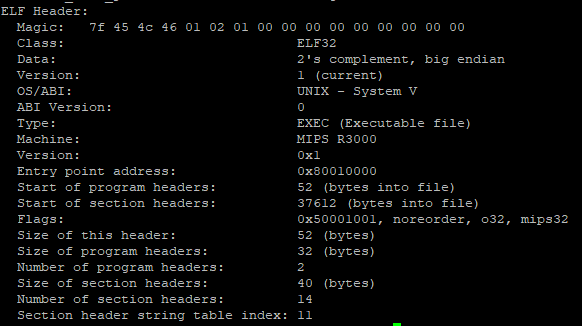 ELF Header:
Magic: 7f 45 4c 46 01 02 01 00 00 00 00 00 00 00 00 00
Class: ELF32
Data: 2's complement, big endian
Version: 1 (current)
OS/ABI: UNIX - System V
ABI Version: 0
Type: EXEC (Executable file)
Machine: MIPS R3000
Version: 0x1
Entry point address: 0x80010000
Start of program headers: 52 (bytes into file)
Start of section headers: 37612 (bytes into file)
Flags: 0x50001001, noreorder, o32, mips32
Size of this header: 52 (bytes)
Size of program headers: 32 (bytes)
Number of program headers: 2
Size of section headers: 40 (bytes)
Number of section headers: 14
Section header string table index: 11